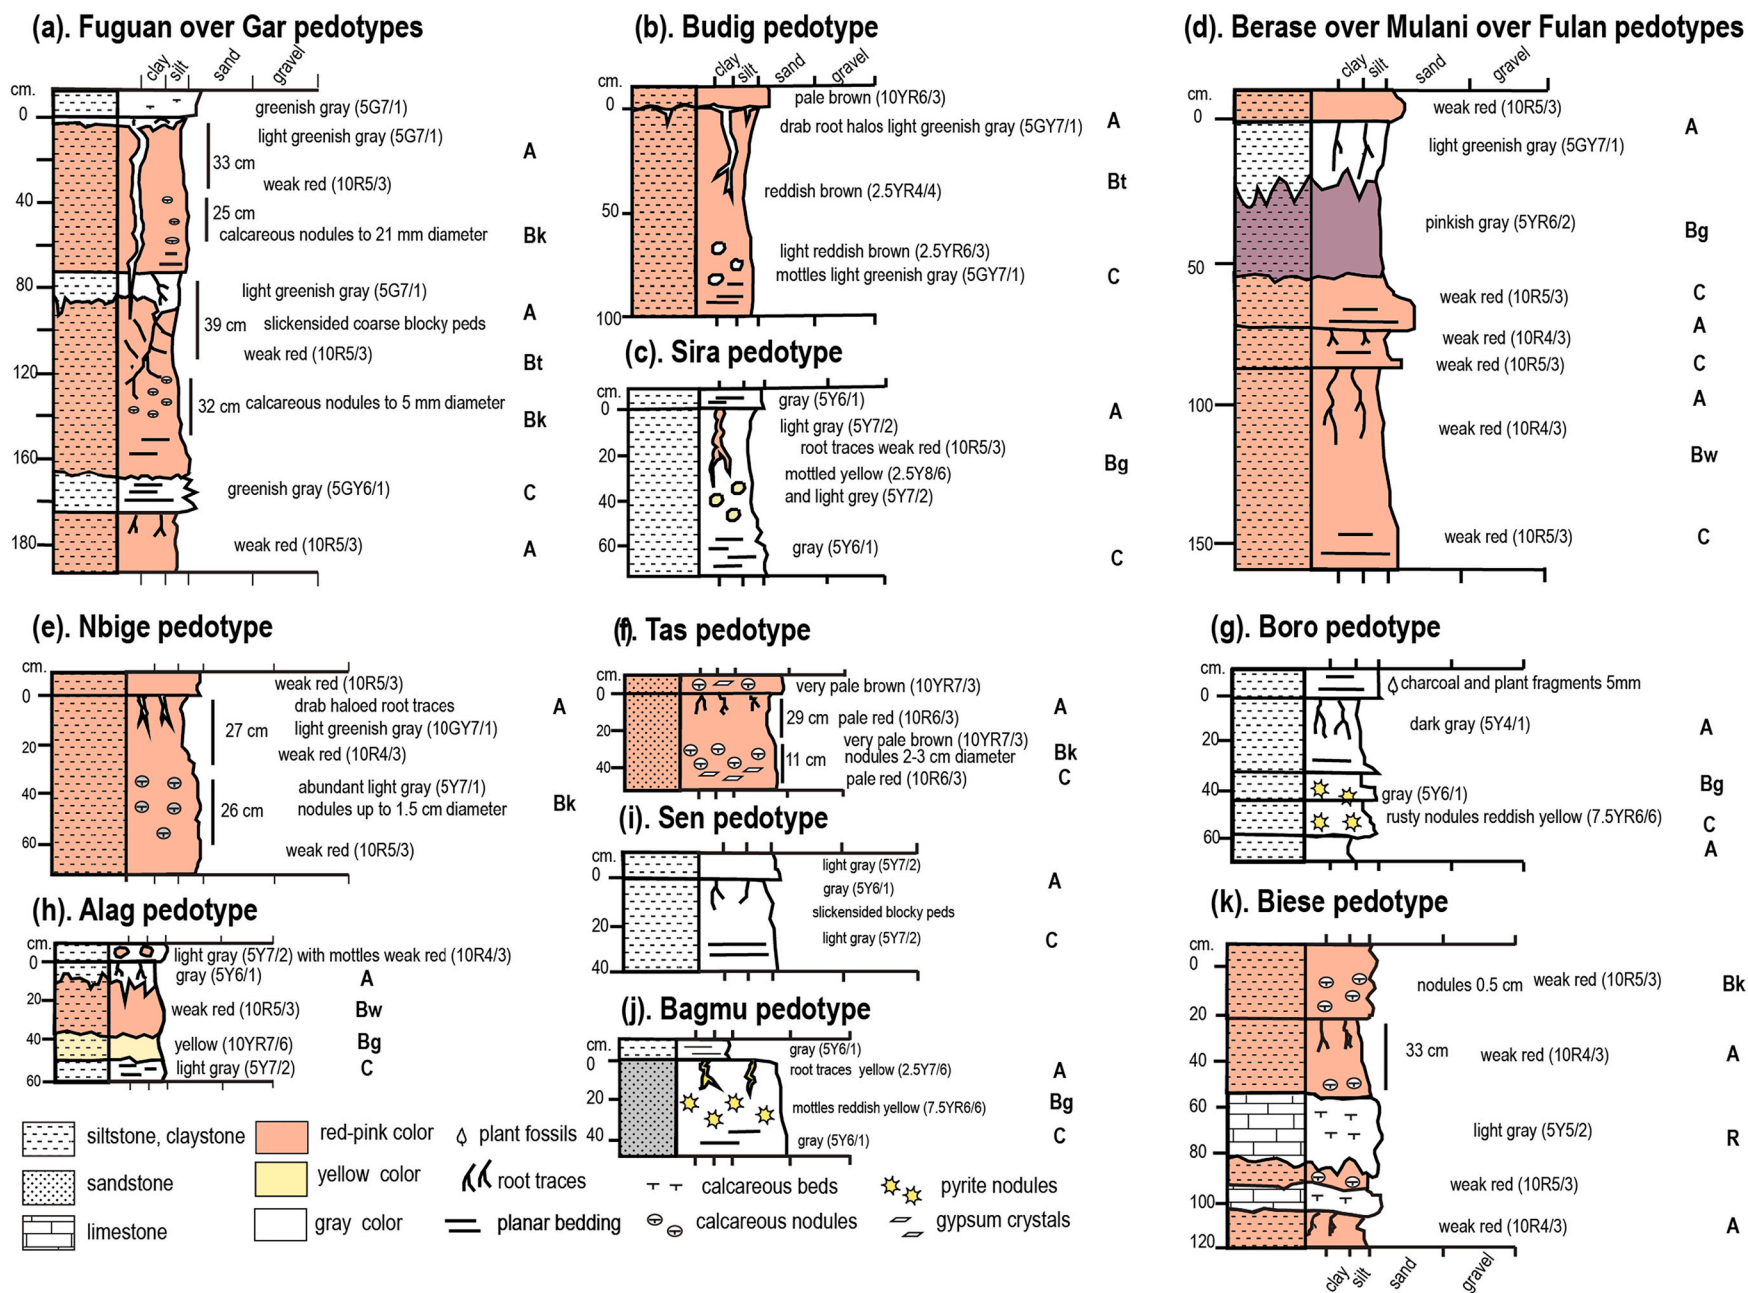 (a). Fuguan over Gar pedotypes
clay silt sand gravel
cm.
0
40
80
120
160
180
greenish gray (5G7/1)
light greenish gray (5G7/1)
33 cm
A
weak red (10R5/3)
25 cm
calcareous nodules to 21 mm diameter
Bk
light greenish gray (5G7/1)
A
39 cm slickensided coarse blocky peds
weak red (10R5/3)
Bt
32 cm calcareous nodules to 5 mm diameter
Bk
greenish gray (5GY6/1)
C
weak red (10R5/3)
A
(b). Budig pedotype
clay silt sand gravel
cm.
0
50
100
pale brown (10YR6/3)
drab root halos light greenish gray (5GY7/1)
A
Bt
reddish brown (2.5YR4/4)
light reddish brown (2.5YR6/3)
mottles light greenish gray (5GY7/1)
C
(c). Sira pedotype
cm.
0
20
40
60
gray (5Y6/1)
A
light gray (5Y7/2)
root traces weak red (10R5/3)
Bg
mottled yellow (2.5Y8/6)
and light grey (5Y7/2)
gray (5Y6/1)
C
(d). Berase over Mulani over Fulan pedotypes
clay silt sand gravel
cm.
0
50
100
150
weak red (10R5/3)
A
light greenish gray (5GY7/1)
pinkish gray (5YR6/2)
Bg
weak red (10R5/3)
C
A
weak red (10R4/3)
weak red (10R5/3)
C
A
weak red (10R4/3)
Bw
weak red (10R5/3)
C
(e). Nbige pedotype
cm.
0
20
40
60
weak red (10R5/3)
drab haloed root traces
A
27 cm
light greenish gray (10GY7/1)
weak red (10R4/3)
abundant light gray (5Y7/1)
26 cm
nodules up to 1.5 cm diameter
Bk
weak red (10R5/3)
(f). Tas pedotype
cm.
0
20
40
very pale brown (10YR7/3)
A
29 cm
pale red (10R6/3)
very pale brown (10YR7/3)
Bk
11 cm
nodules 2-3 cm diameter
pale red (10R6/3)
C
(g). Boro pedotype
cm.
0
20
40
60
charcoal and plant fragments 5mm
dark gray (5Y4/1)
A
Bg
gray (5Y6/1)
rusty nodules reddish yellow (7.5YR6/6)
C
A
(h). Alag pedotype
cm.
0
20
40
60
light gray (5Y7/2) with mottles weak red (10R4/3)
gray (5Y6/1)
A
weak red (10R5/3)
Bw
yellow (10YR7/6)
Bg
light gray (5Y7/2)
C
(i). Sen pedotype
cm.
0
20
40
light gray (5Y7/2)
A
gray (5Y6/1)
slickensided blocky peds
light gray (5Y7/2)
C
(j). Bagmu pedotype
cm.
0
20
40
gray (5Y6/1)
root traces yellow (2.5Y7/6)
A
mottles reddish yellow (7.5YR6/6)
Bg
gray (5Y6/1)
C
(k). Biese pedotype
cm.
0
20
40
60
80
100
120
nodules 0.5 cm weak red (10R5/3)
Bk
33 cm
weak red (10R4/3)
A
light gray (5Y5/2)
R
weak red (10R5/3)
weak red (10R4/3)
A
clay silt sand gravel
siltstone, claystone
sandstone
limestone
red-pink color
yellow color
gray color
plant fossils
root traces
planar bedding
calcareous beds
calcareous nodules
pyrite nodules
gypsum crystals